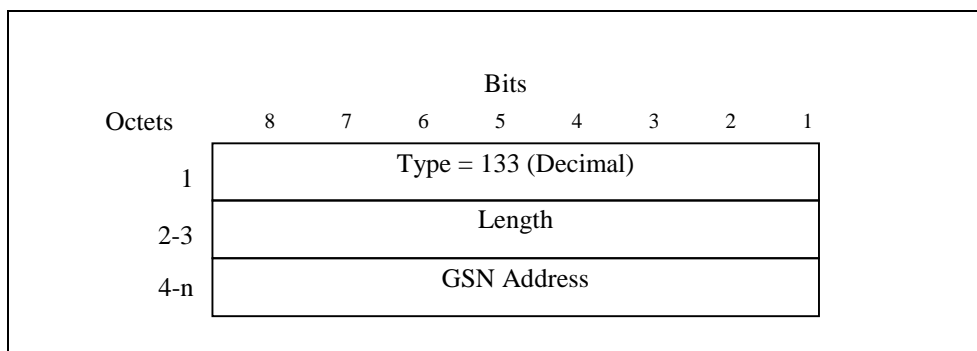 Bits
Octets 8 7 6 5 4 3 2 1
1 Type = 133 (Decimal)
2-3 Length
4-n GSN Address